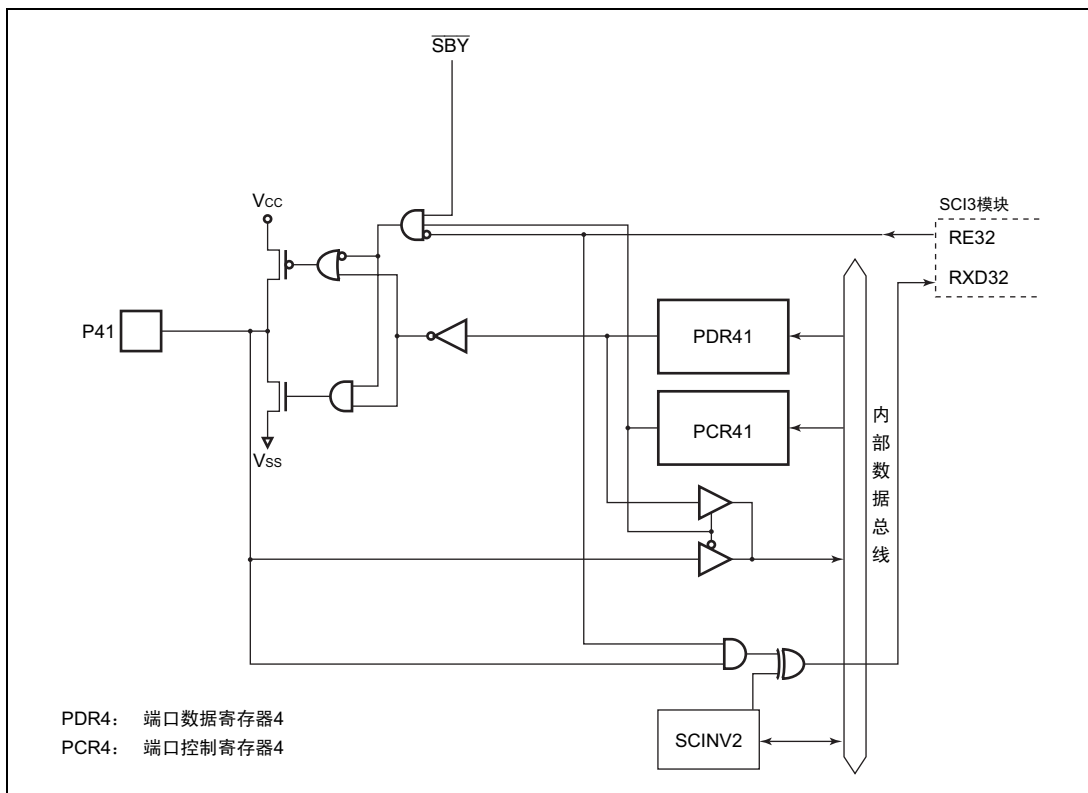 SBY
VCC
SCI3模块
RE32
RXD32
P41
PDR41
PCR41
VSS
内部数据总线
SCINV2
PDR4： 端口数据寄存器4
PCR4： 端口控制寄存器4